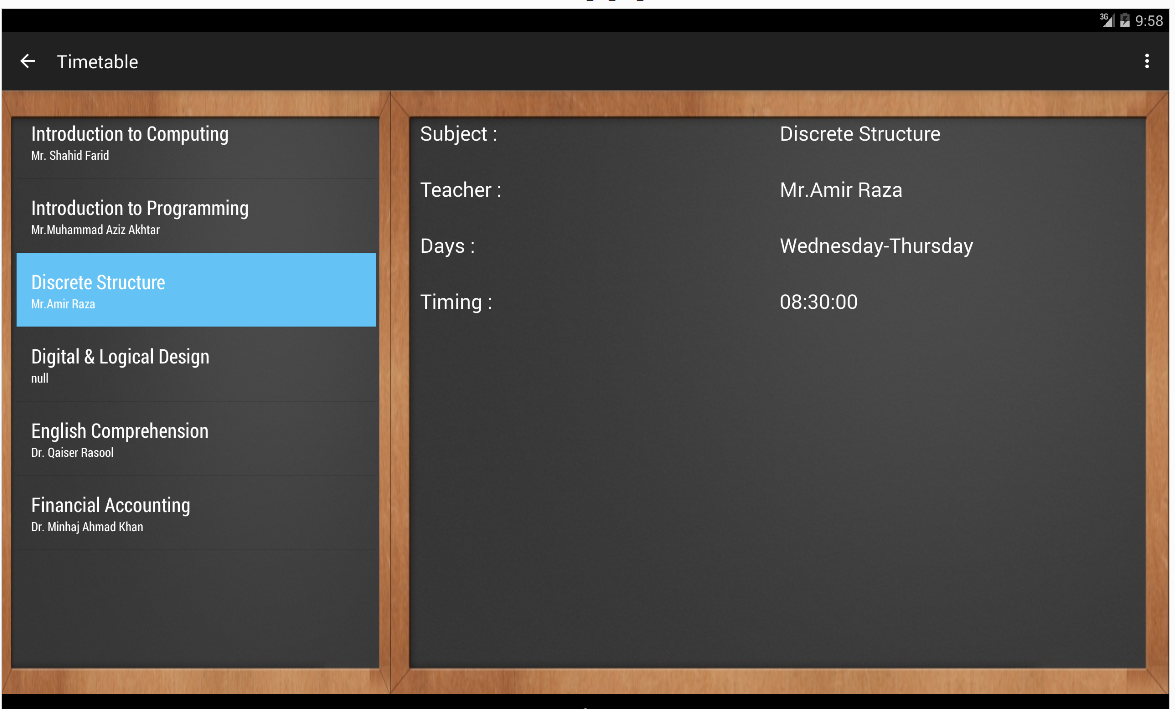 3G 9:58
Timetable
Introduction to Computing
Mr. Shahid Farid
Introduction to Programming
Mr.Muhammad Aziz Akhtar
Discrete Structure
Mr.Amir Raza
Digital & Logical Design
null
English Comprehension
Dr. Qaiser Rasool
Financial Accounting
Dr. Minhaj Ahmad Khan
Subject : Discrete Structure
Teacher : Mr.Amir Raza
Days : Wednesday-Thursday
Timing : 08:30:00